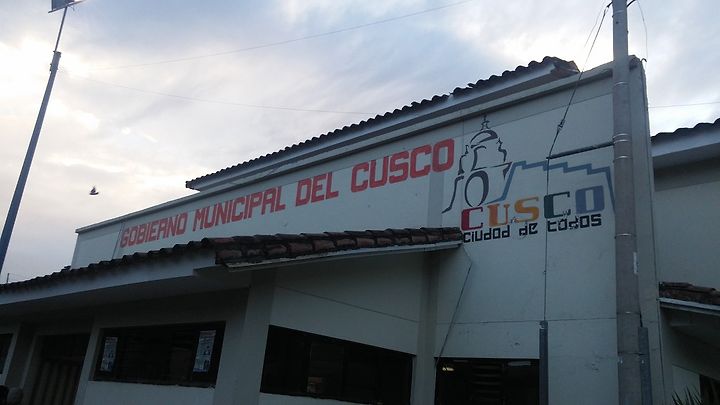 GOBIERNO MUNICIPAL DEL CUSCO
CUSCO
ciudad de todos